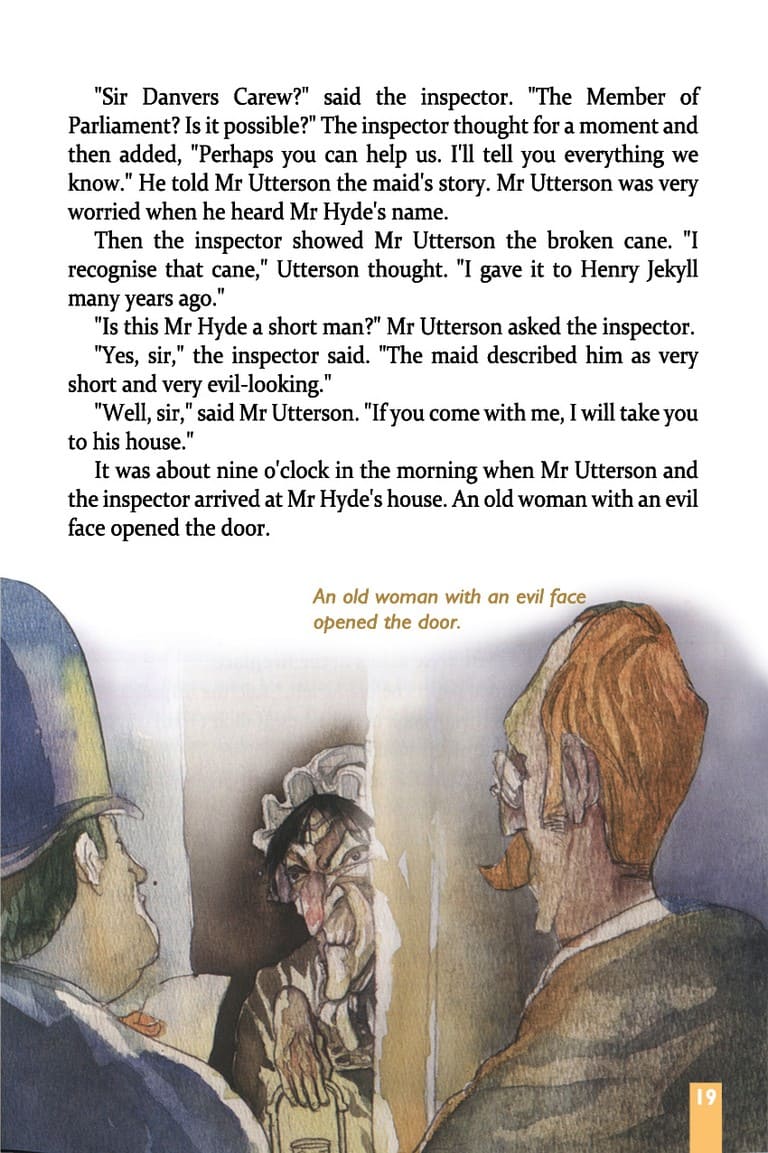 "Sir Danvers Carew?" said the inspector. "The Member of
Parliament? Is it possible?" The inspector thought for a moment and
then added, "Perhaps you can help us. I'll tell you everything we
know." He told Mr Utterson the maid's story. Mr Utterson was very
worried when he heard Mr Hyde's name.
Then the inspector showed Mr Utterson the broken cane. "I
recognise that cane," Utterson thought. "I gave it to Henry Jekyll
many years ago."
"Is this Mr Hyde a short man?" Mr Utterson asked the inspector.
"Yes, sir," the inspector said. "The maid described him as very
short and very evil-looking."
"Well, sir," said Mr Utterson. "If you come with me, I will take you
to his house."
It was about nine o'clock in the morning when Mr Utterson and
the inspector arrived at Mr Hyde's house. An old woman with an evil
face opened the door.
An old woman with an evil face
opened the door.
19